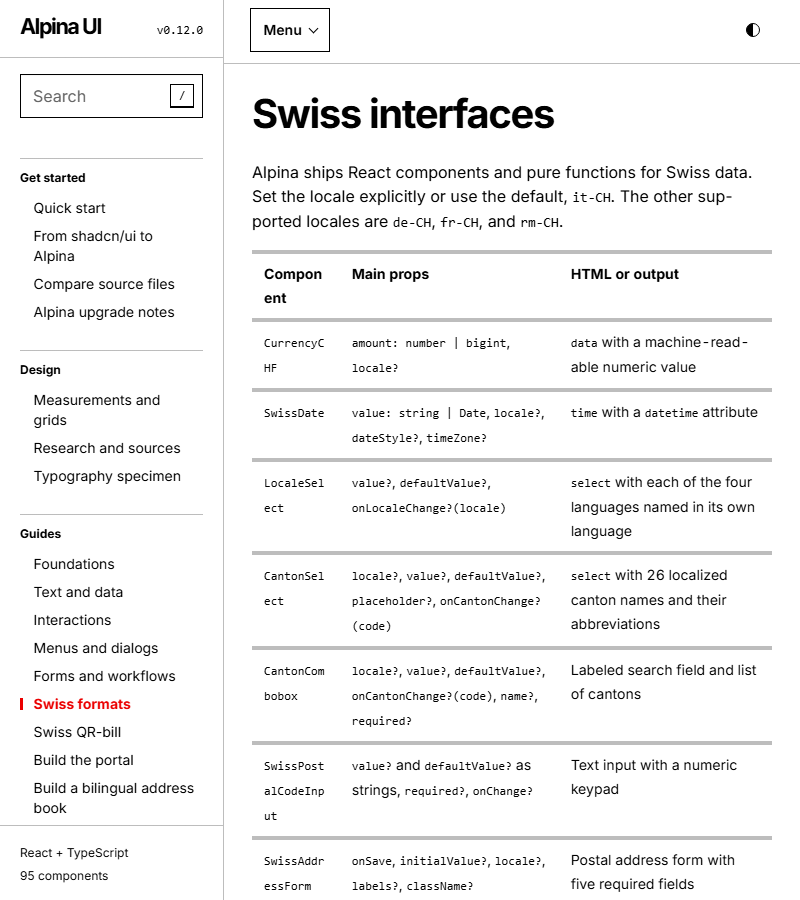 Alpina UI
v0.12.0
Search
/
Get started
Quick start
From shadcn/ui to
Alpina
Compare source files
Alpina upgrade notes
Design
Measurements and
grids
Research and sources
Typography specimen
Guides
Foundations
Text and data
Interactions
Menus and dialogs
Forms and workflows
Swiss formats
Swiss QR-bill
Build the portal
Build a bilingual address
book
React + TypeScript
95 components
Menu
Swiss interfaces
Alpina ships React components and pure functions for Swiss data.
Set the locale explicitly or use the default, it-CH. The other sup-
ported locales are de-CH, fr-CH, and rm-CH.
Compon
ent
Main props
HTML or output
CurrencyC
HF
amount: number | bigint,
locale?
data with a machine-read-
able numeric value
SwissDate
value: string | Date, locale?,
dateStyle?, timeZone?
time with a datetime attribute
LocaleSel
ect
value?, defaultValue?,
onLocaleChange?(locale)
select with each of the four
languages named in its own
language
CantonSel
ect
locale?, value?, defaultValue?,
placeholder?, onCantonChange?
(code)
select with 26 localized
canton names and their
abbreviations
CantonCom
bobox
locale?, value?, defaultValue?,
onCantonChange?(code), name?,
required?
Labeled search field and list
of cantons
SwissPost
alCodeInp
ut
value? and defaultValue? as
strings, required?, onChange?
Text input with a numeric
keypad
SwissAddr
essForm
onSave, initialValue?, locale?,
labels?, className?
Postal address form with
five required fields